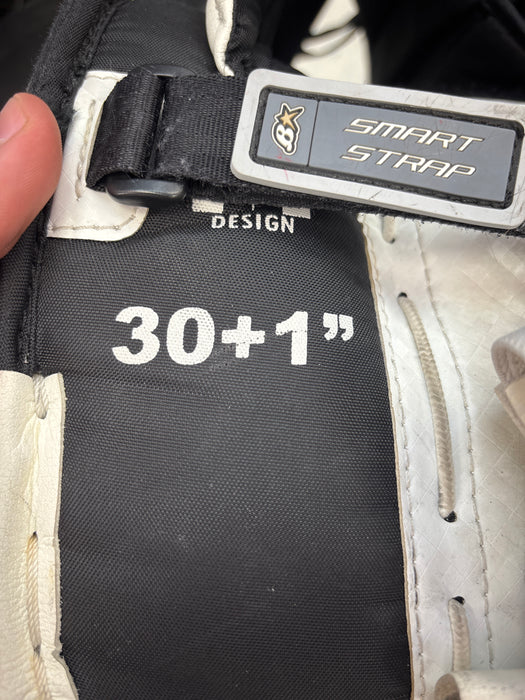 B
SMART
STRAP
DESIGN
30+1”